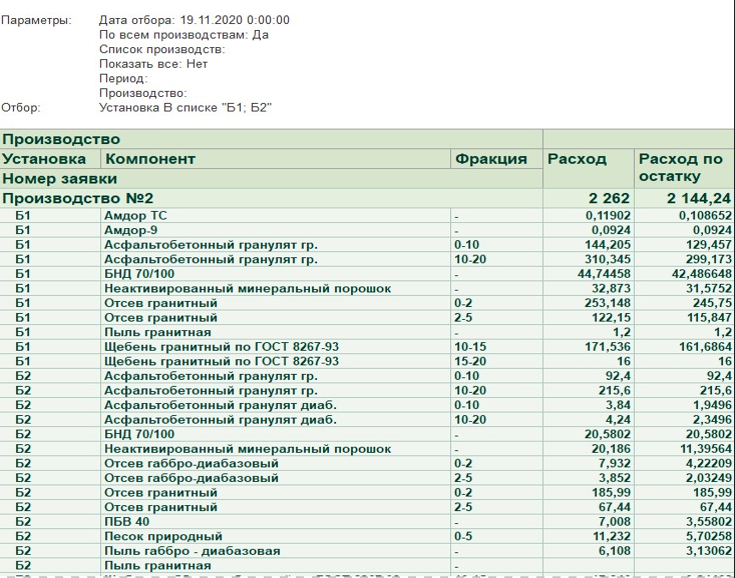 Параметры: Дата отбора: 19.11.2020 0:00:00
По всем производствам: Да
Список производств:
Показать все: Нет
Период:
Производство:
Отбор: Установка В списке "Б1; Б2"
Производство
Установка Компонент Фракция Расход Расход по остатку
Номер заявки
Производство №2 2 262 2 144,24
Б1 Амдор ТС - 0,11902 0,108652
Б1 Амдор-9 - 0,0924 0,0924
Б1 Асфальтобетонный гранулят гр. 0-10 144,205 129,457
Б1 Асфальтобетонный гранулят гр. 10-20 310,345 299,173
Б1 БНД 70/100 - 44,74458 42,486648
Б1 Неактивированный минеральный порошок - 32,873 31,5752
Б1 Отсев гранитный 0-2 253,148 245,75
Б1 Отсев гранитный 2-5 122,15 115,847
Б1 Пыль гранитная - 1,2 1,2
Б1 Щебень гранитный по ГОСТ 8267-93 10-15 171,536 161,6864
Б1 Щебень гранитный по ГОСТ 8267-93 15-20 16 16
Б2 Асфальтобетонный гранулят гр. 0-10 92,4 92,4
Б2 Асфальтобетонный гранулят гр. 10-20 215,6 215,6
Б2 Асфальтобетонный гранулят диаб. 0-10 3,84 1,9496
Б2 Асфальтобетонный гранулят диаб. 10-20 4,24 2,3496
Б2 БНД 70/100 - 20,5802 20,5802
Б2 Неактивированный минеральный порошок - 20,186 11,39564
Б2 Отсев габбро-диабазовый 0-2 7,932 4,22209
Б2 Отсев габбро-диабазовый 2-5 3,852 2,03249
Б2 Отсев гранитный 0-2 185,99 185,99
Б2 Отсев гранитный 2-5 67,44 67,44
Б2 ПБВ 40 - 7,008 3,55802
Б2 Песок природный 0-5 11,232 5,70258
Б2 Пыль габбро - диабазовая - 6,108 3,13062
Б2 Пыль гранитная -